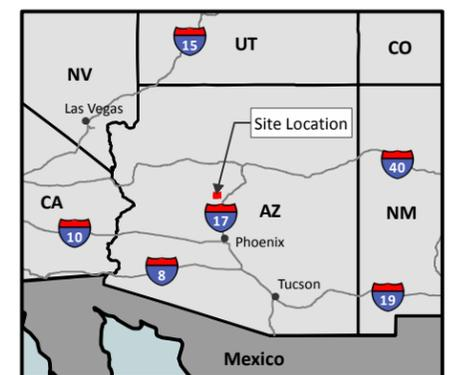 15
UT
CO
NV
Las Vegas
Site Location
40
CA
17
AZ
NM
10
Phoenix
8
Tucson
19
Mexico